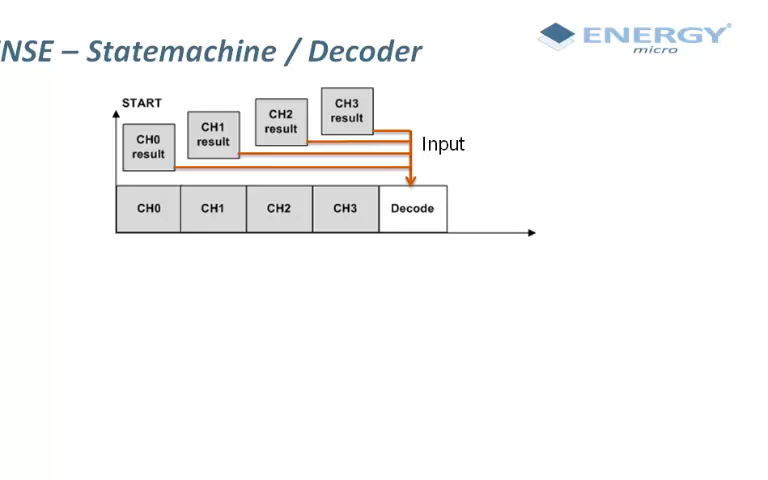 NSE – Statemachine / Decoder
ENERGY
micro
START
CH0
result
CH1
result
CH2
result
CH3
result
Input
CH0
CH1
CH2
CH3
Decode